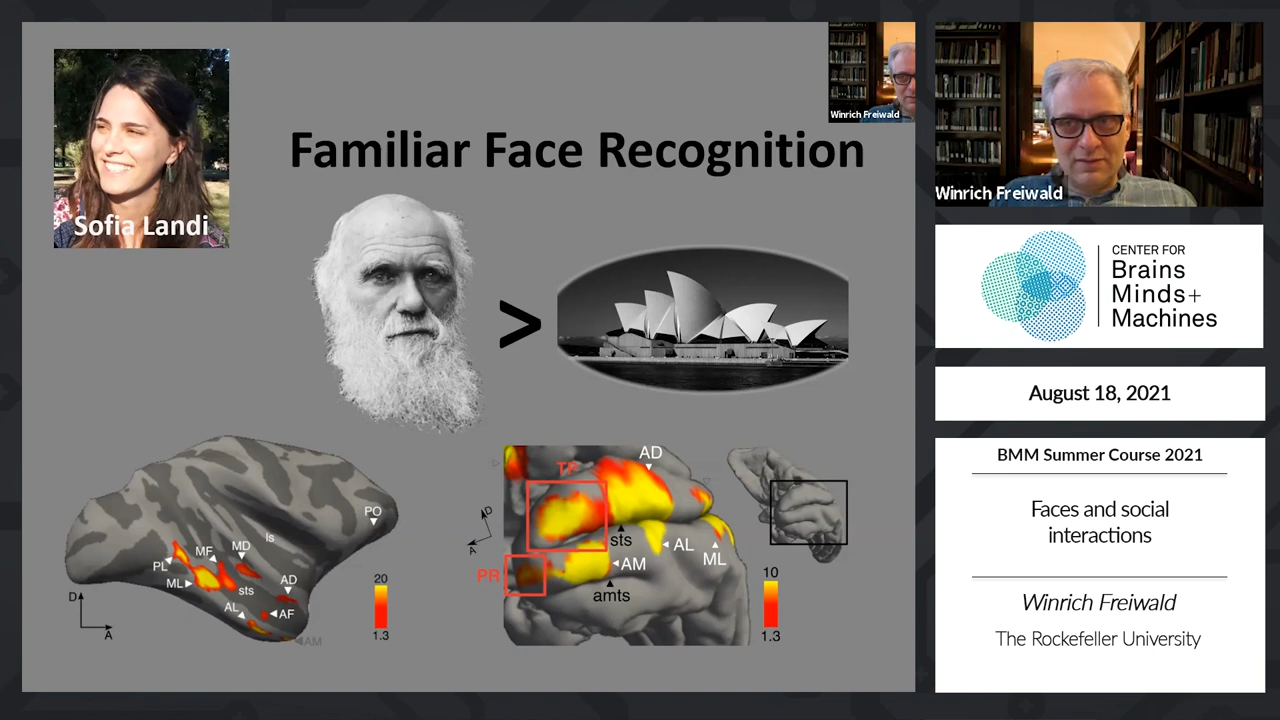 Familiar Face Recognition
Sofia Landi
>
PO
ls
MD
MF
PL
ML
sts
AD
AL
AF
AM
D
A
20
1.3
TP
AD
D
A
sts
AL
ML
PR
AM
amts
10
1.3
Winrich Freiwald
Winrich Freiwald
CENTER FOR
Brains
Minds+
Machines
August 18, 2021
BMM Summer Course 2021
Faces and social
interactions
Winrich Freiwald
The Rockefeller University